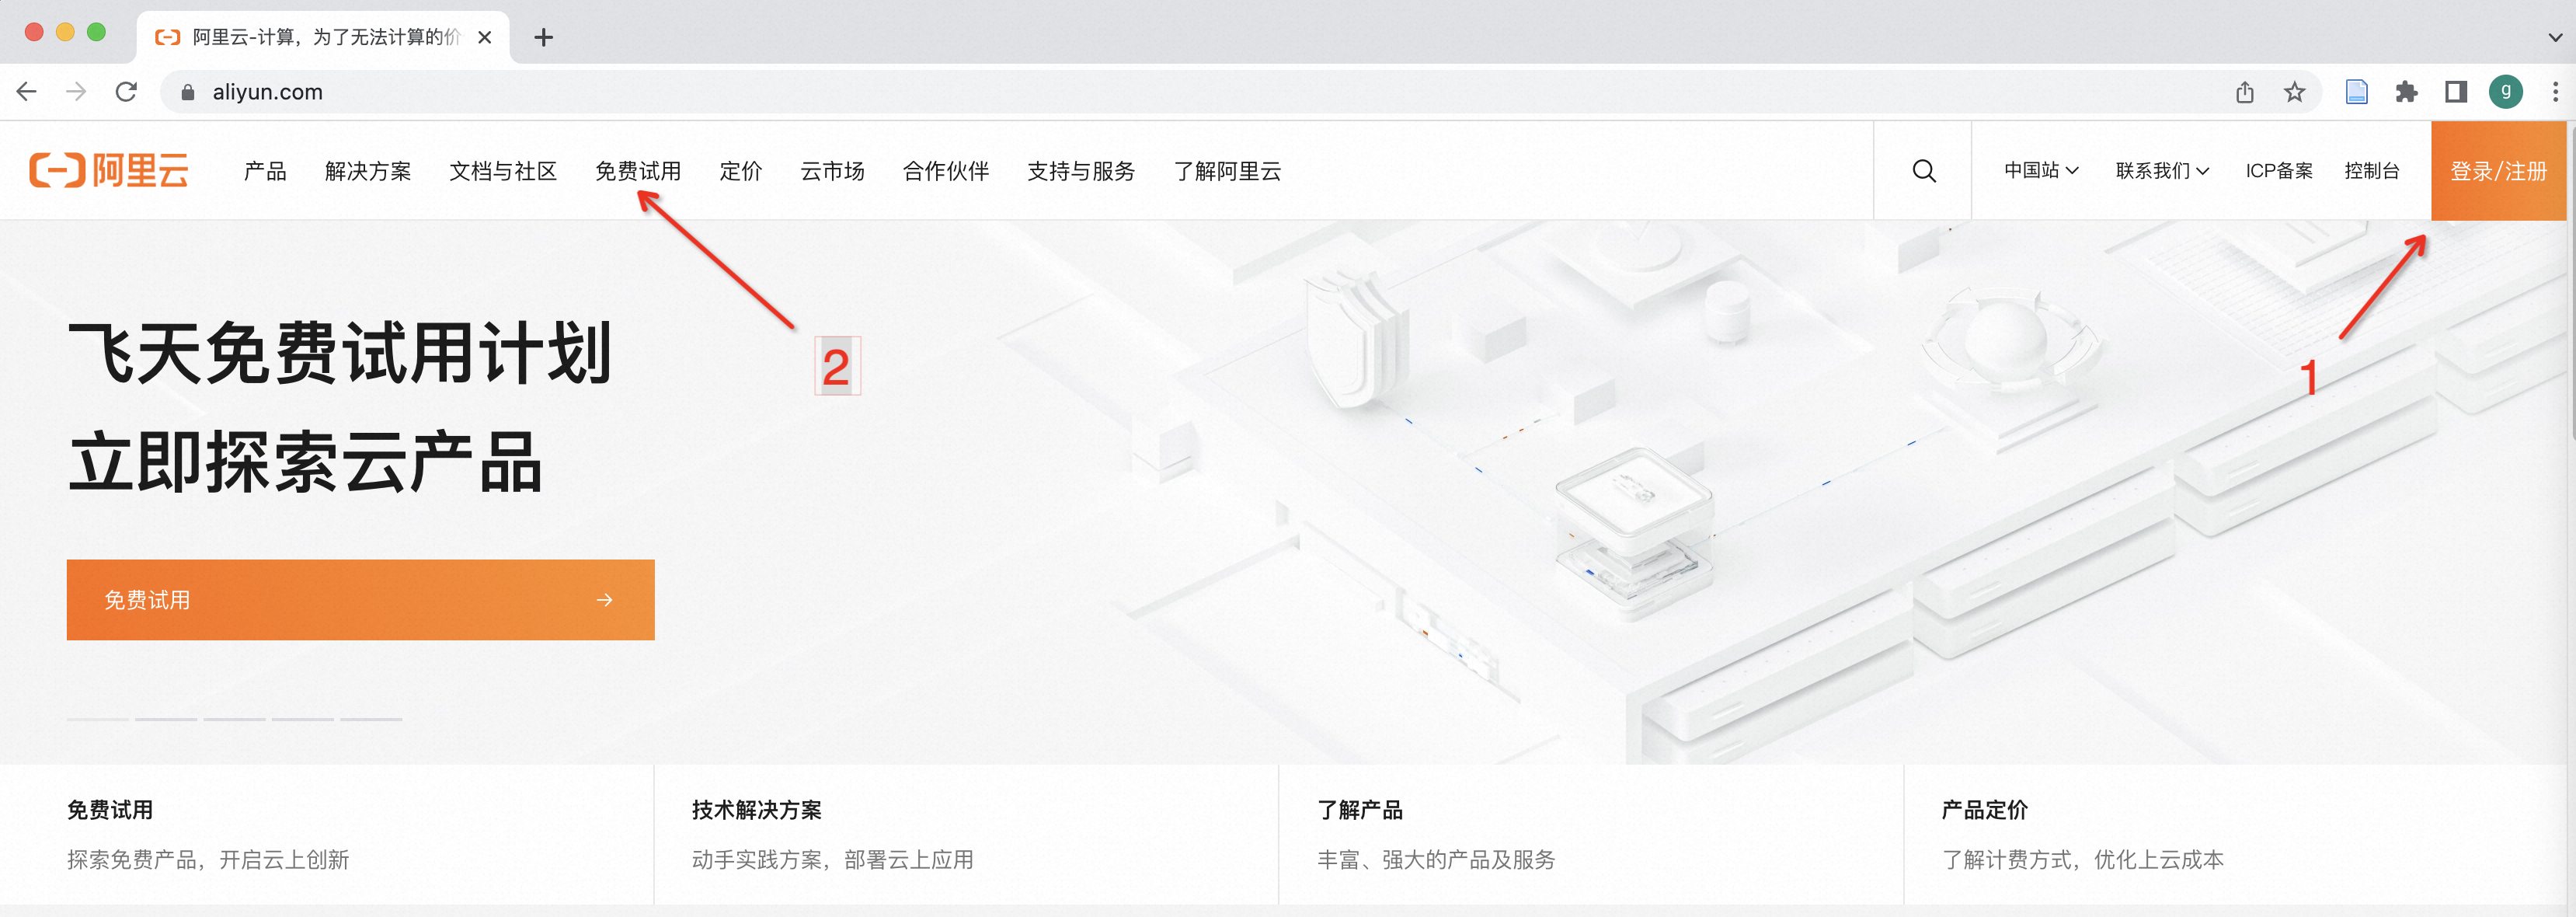 阿里云-计算，为了无法计算的价
aliyun.com
g
阿里云 产品 解决方案 文档与社区 免费试用 定价 云市场 合作伙伴 支持与服务 了解阿里云 中国站 联系我们 ICP备案 控制台 登录/注册
飞天免费试用计划
2
1
立即探索云产品
免费试用
免费试用 技术解决方案 了解产品 产品定价
探索免费产品，开启云上创新 动手实践方案，部署云上应用 丰富、强大的产品及服务 了解计费方式，优化上云成本